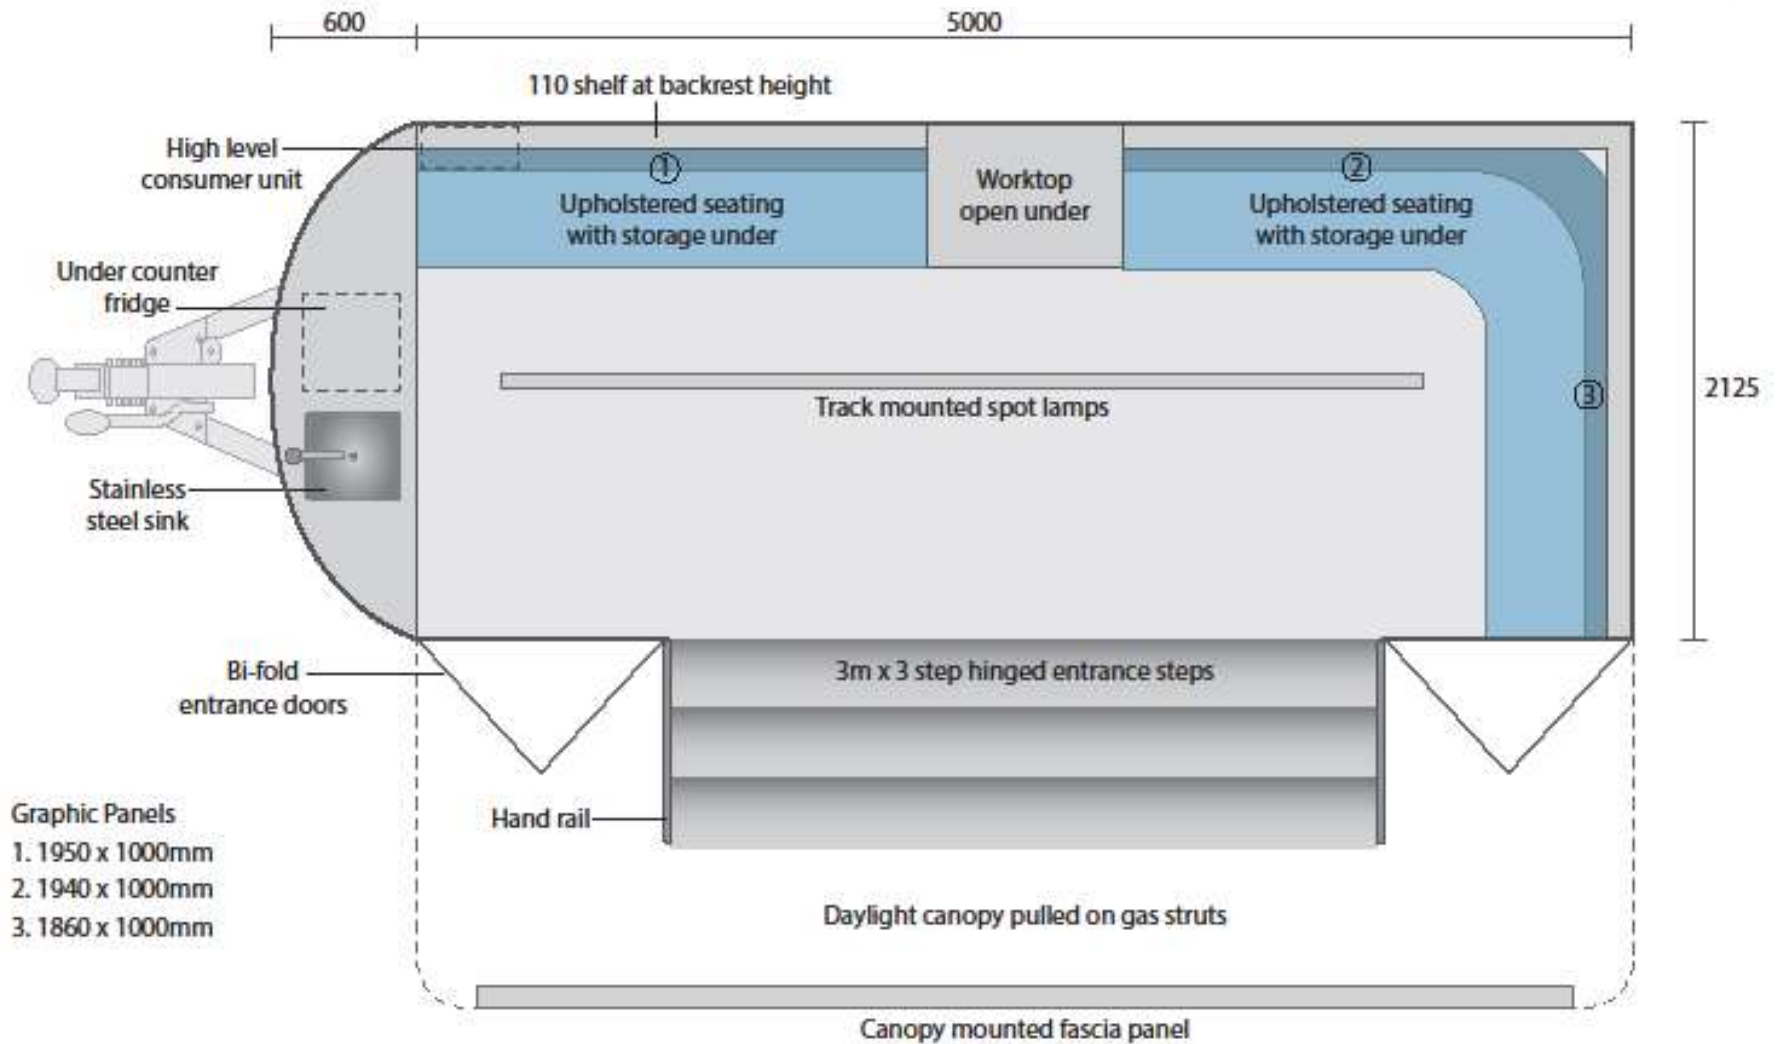 600
5000
110 shelf at backrest height
High level
consumer unit
1
Upholstered seating
with storage under
Worktop
open under
2
Upholstered seating
with storage under
Under counter
fridge
3
2125
Track mounted spot lamps
Stainless
steel sink
Bi-fold
entrance doors
3m x 3 step hinged entrance steps
Hand rail
Graphic Panels
1. 1950 x 1000mm
2. 1940 x 1000mm
3. 1860 x 1000mm
Daylight canopy pulled on gas struts
Canopy mounted fascia panel